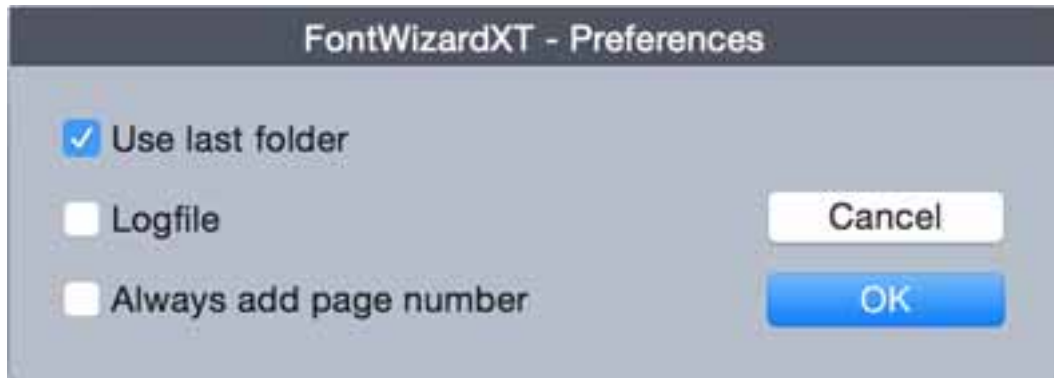 FontWizardXT - Preferences
Use last folder
Logfile
Cancel
Always add page number
OK